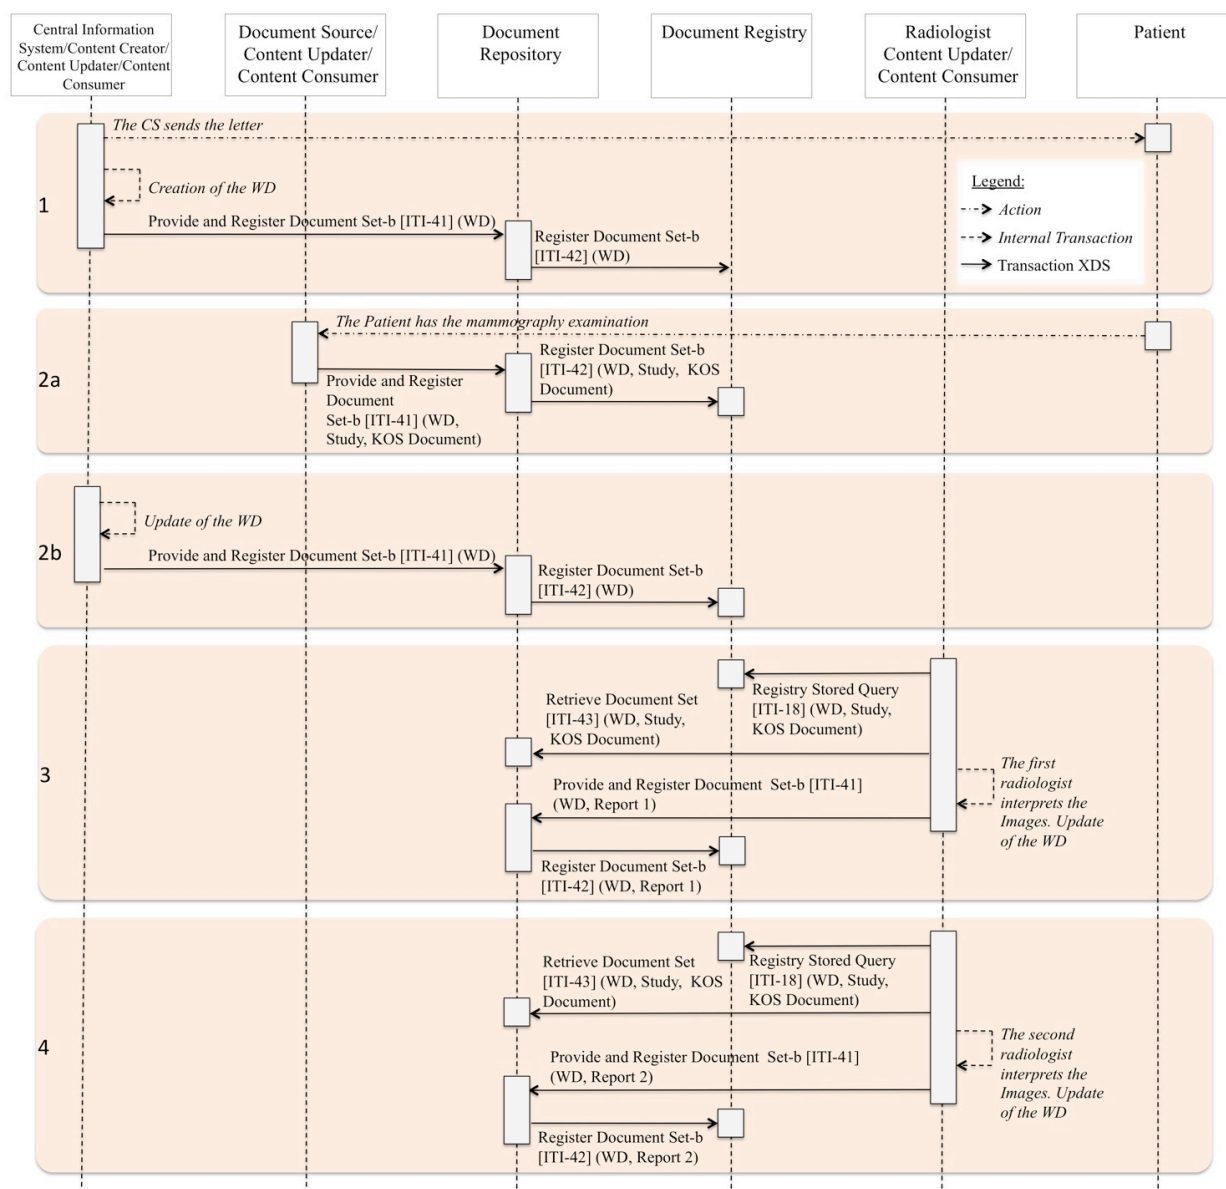 Central Information
System/Content Creator/
Content Updater/Content
Consumer
Document Source/
Content Updater/
Content Consumer
Document
Repository
Document Registry
Radiologist
Content Updater/
Content Consumer
Patient
1
The CS sends the letter
Creation of the WD
Provide and Register Document Set-b [ITI-41] (WD)
Register Document Set-b
[ITI-42] (WD)
Legend:
Action
Internal Transaction
Transaction XDS
2a
The Patient has the mammography examination
Provide and Register
Document
Set-b [ITI-41] (WD,
Study, KOS Document)
Register Document Set-b
[ITI-42] (WD, Study, KOS
Document)
2b
Update of the WD
Provide and Register Document Set-b [ITI-41] (WD)
Register Document Set-b
[ITI-42] (WD)
3
Registry Stored Query
[ITI-18] (WD, Study,
KOS Document)
Retrieve Document Set
[ITI-43] (WD, Study,
KOS Document)
The first
radiologist
interprets the
Images. Update
of the WD
Provide and Register Document Set-b [ITI-41]
(WD, Report 1)
Register Document Set-b
[ITI-42] (WD, Report 1)
4
Registry Stored Query
[ITI-18] (WD, Study,
KOS Document)
Retrieve Document Set
[ITI-43] (WD, Study, KOS
Document)
The second
radiologist
interprets the
Images. Update
of the WD
Provide and Register Document Set-b [ITI-41]
(WD, Report 2)
Register Document Set-b
[ITI-42] (WD, Report 2)